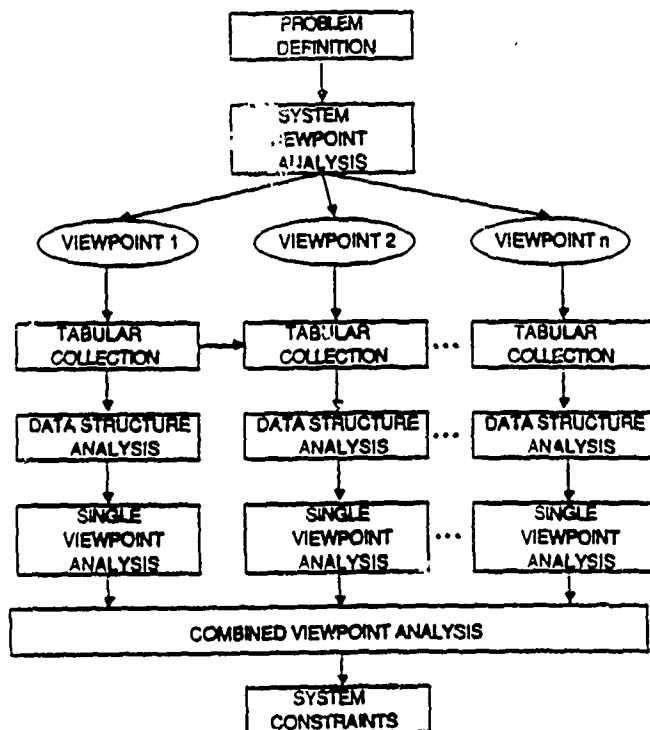 PROBLEM
DEFINITION
SYSTEM
VIEWPOINT
ANALYSIS
VIEWPOINT 1
VIEWPOINT 2
VIEWPOINT n
TABULAR
COLLECTION
TABULAR
COLLECTION
...
TABULAR
COLLECTION
DATA STRUCTURE
ANALYSIS
DATA STRUCTURE
ANALYSIS
...
DATA STRUCTURE
ANALYSIS
SINGLE
VIEWPOINT
ANALYSIS
SINGLE
VIEWPOINT
ANALYSIS
...
SINGLE
VIEWPOINT
ANALYSIS
COMBINED VIEWPOINT ANALYSIS
SYSTEM
CONSTRAINTS